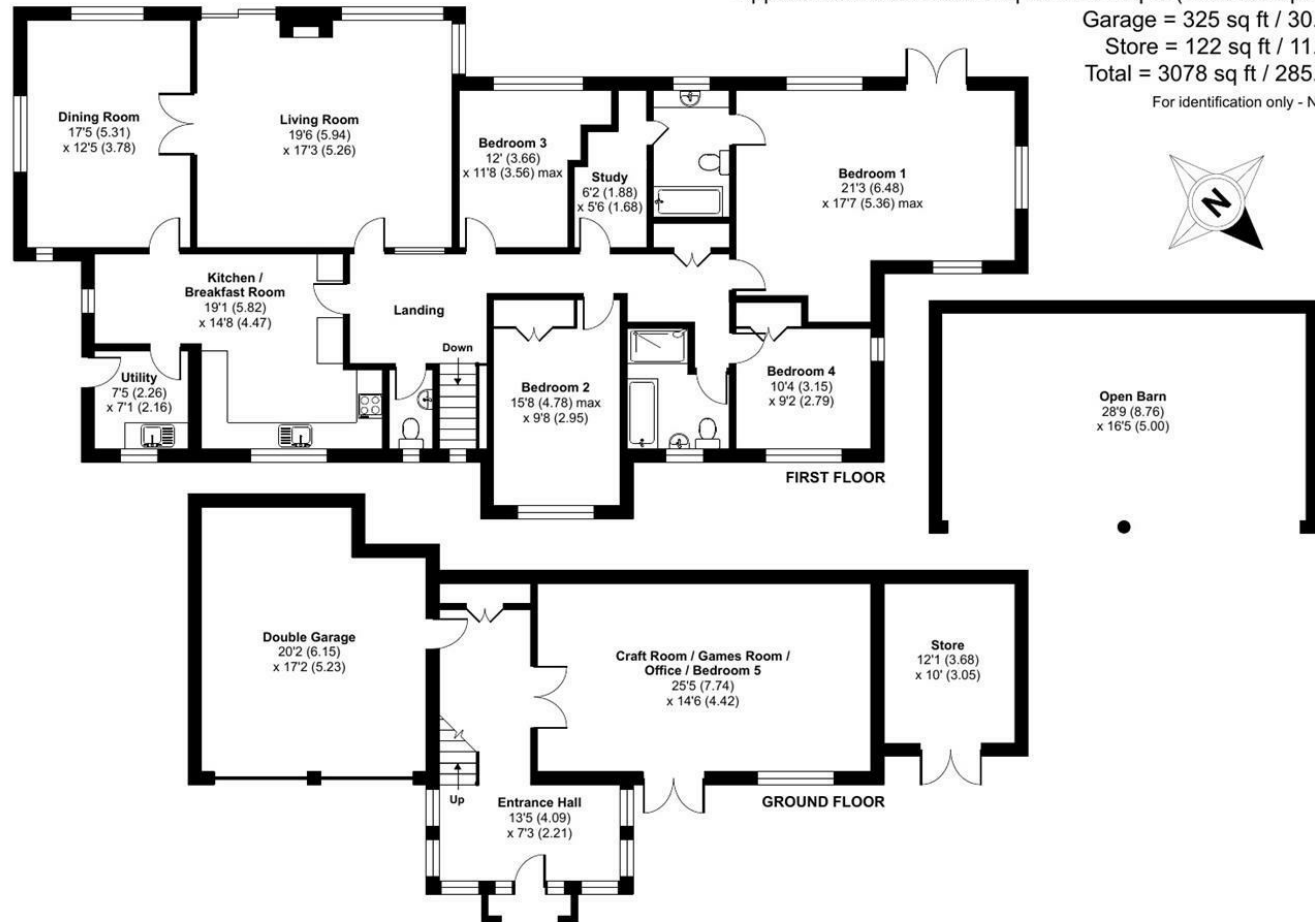 Garage = 325 sq ft / 30.
Store = 122 sq ft / 11.
Total = 3078 sq ft / 285.
For identification only - N
N
Dining Room
17'5 (5.31)
x 12'5 (3.78)
Living Room
19'6 (5.94)
x 17'3 (5.26)
Bedroom 3
12' (3.66)
x 11'8 (3.56) max
Study
6'2 (1.88)
x 5'6 (1.68)
Bedroom 1
21'3 (6.48)
x 17'7 (5.36) max
Kitchen /
Breakfast Room
19'1 (5.82)
x 14'8 (4.47)
Landing
Down
Utility
7'5 (2.26)
x 7'1 (2.16)
Bedroom 2
15'8 (4.78) max
x 9'8 (2.95)
Bedroom 4
10'4 (3.15)
x 9'2 (2.79)
FIRST FLOOR
Open Barn
28'9 (8.76)
x 16'5 (5.00)
Double Garage
20'2 (6.15)
x 17'2 (5.23)
Craft Room / Games Room /
Office / Bedroom 5
25'5 (7.74)
x 14'6 (4.42)
Store
12'1 (3.68)
x 10' (3.05)
Up
Entrance Hall
13'5 (4.09)
x 7'3 (2.21)
GROUND FLOOR